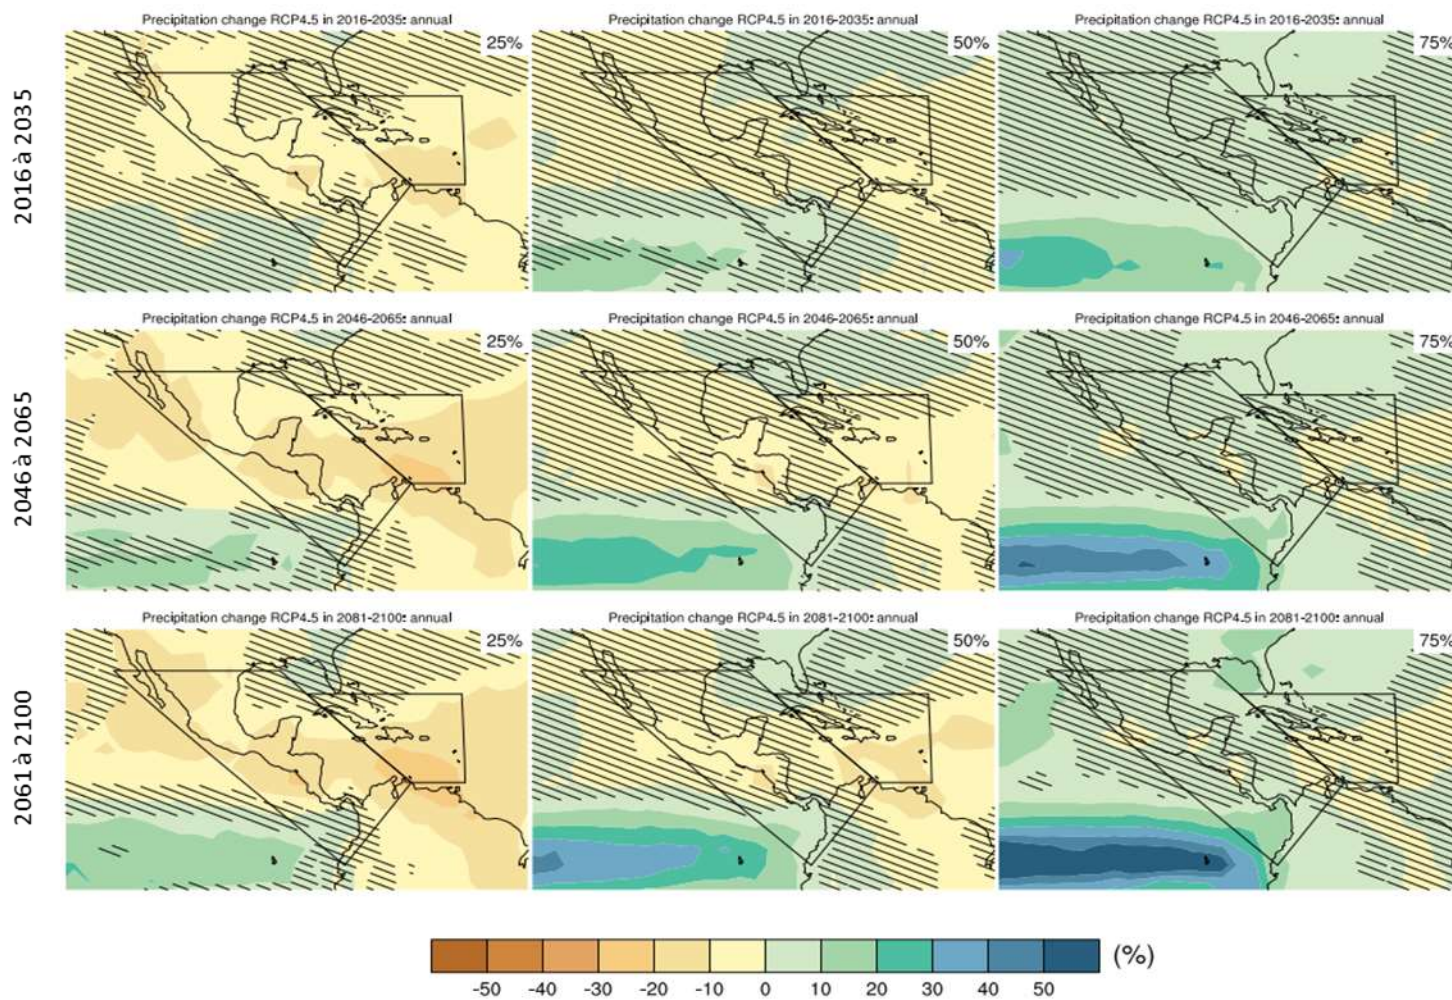 Precipitation change RCP4.5 in 2016-2035: annual
25%
Precipitation change RCP4.5 in 2016-2035: annual
50%
Precipitation change RCP4.5 in 2016-2035: annual
75%
2016 à 2035
Precipitation change RCP4.5 in 2046-2065: annual
25%
Precipitation change RCP4.5 in 2046-2065: annual
50%
Precipitation change RCP4.5 in 2046-2065: annual
75%
2046 à 2065
Precipitation change RCP4.5 in 2081-2100: annual
25%
Precipitation change RCP4.5 in 2081-2100: annual
50%
Precipitation change RCP4.5 in 2081-2100: annual
75%
2061 à 2100
(%)
-50 -40 -30 -20 -10 0 10 20 30 40 50